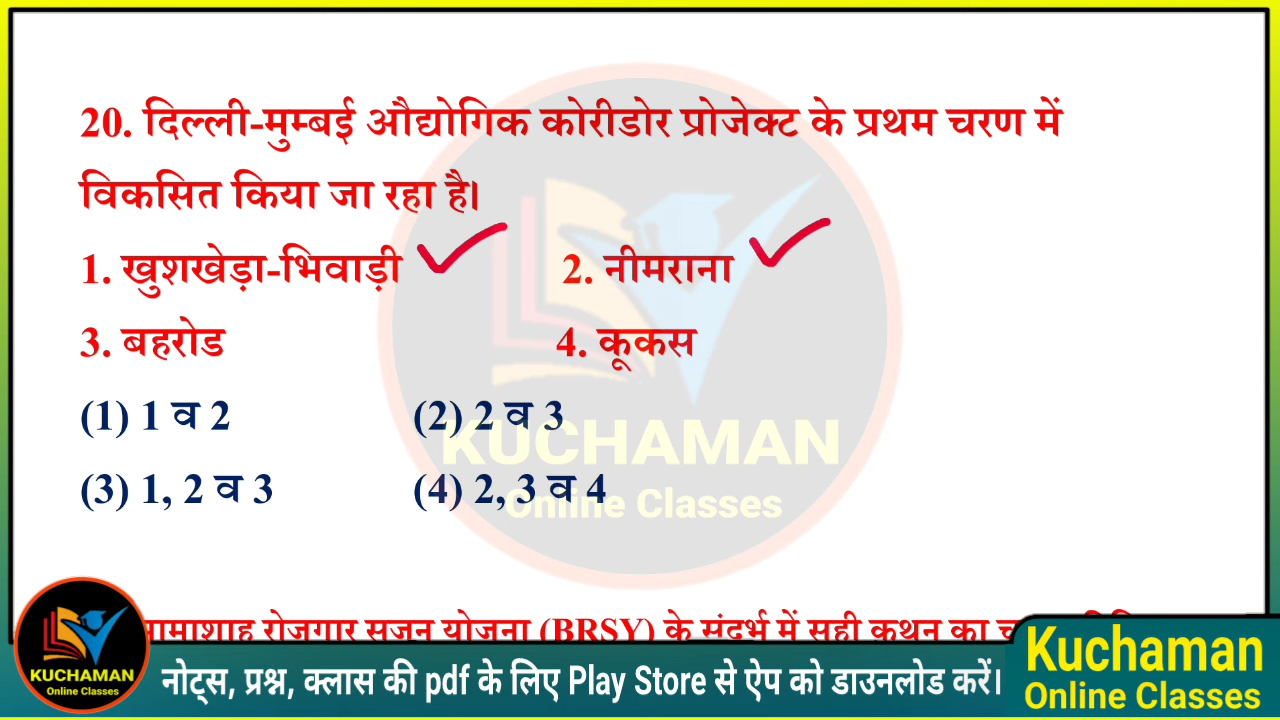 20. दिल्ली-मुम्बई औद्योगिक कोरीडोर प्रोजेक्ट के प्रथम चरण में
विकसित किया जा रहा है।
1. खुशखेड़ा-भिवाड़ी 2. नीमराना
3. बहरोड 4. कूकस
(1) 1 व 2 (2) 2 व 3
KUCHAMAN
(3) 1, 2 व 3 (4) 2, 3 व 4
Online Classes
रोजगार सृजन योजना (BRSY) के संदर्भ में सही कथन का
KUCHAMAN
Online Classes
नोट्स, प्रश्न, क्लास की pdf के लिए Play Store से ऐप को डाउनलोड करें।
Kuchaman
Online Classes